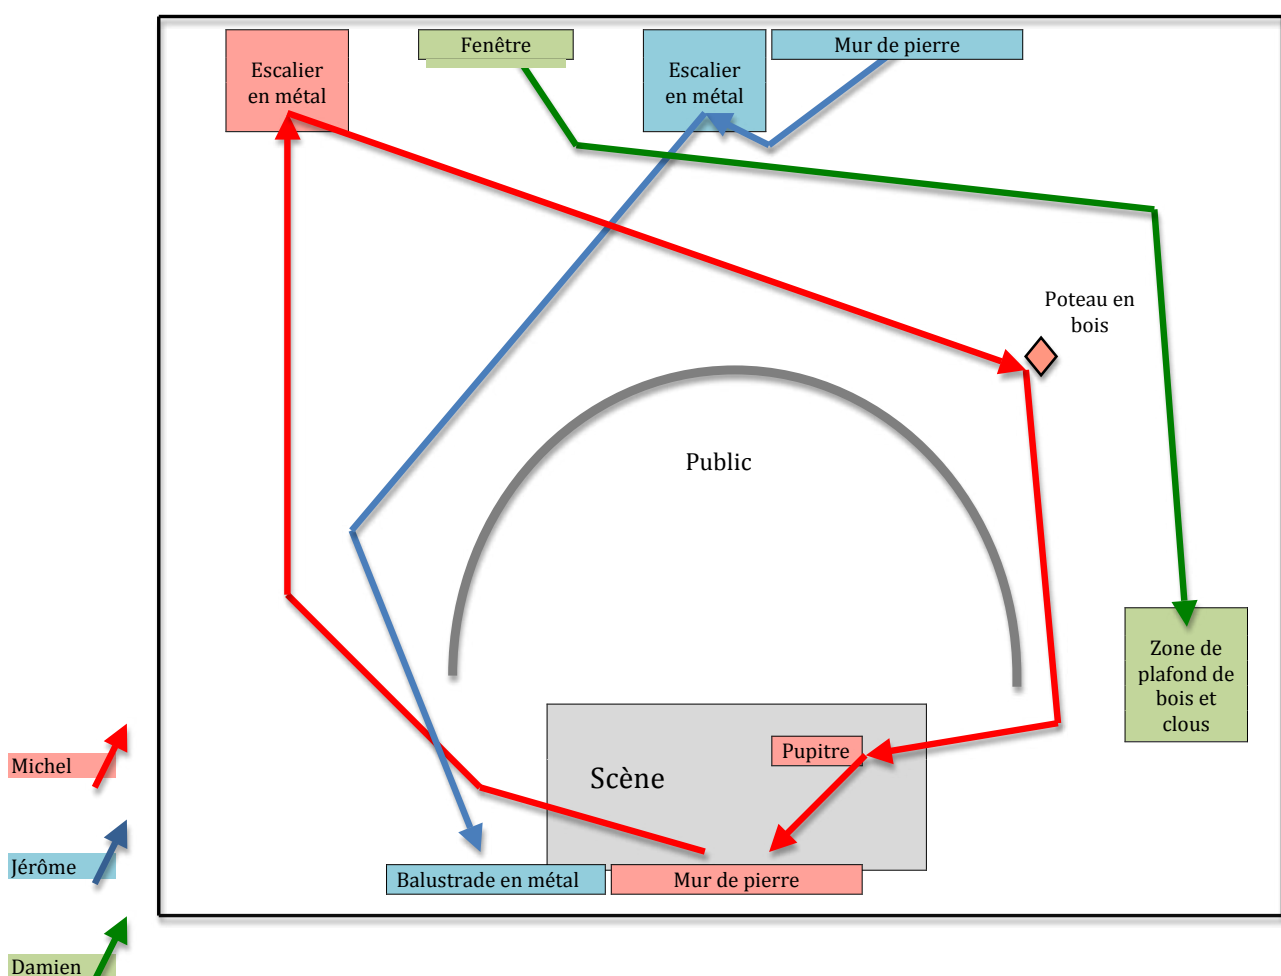 Escalier
en métal
Fenêtre
Escalier
en métal
Mur de pierre
Poteau en
bois
Public
Zone de
plafond de
bois et
clous
Pupitre
Scène
Balustrade en métal
Mur de pierre
Michel
Jérôme
Damien